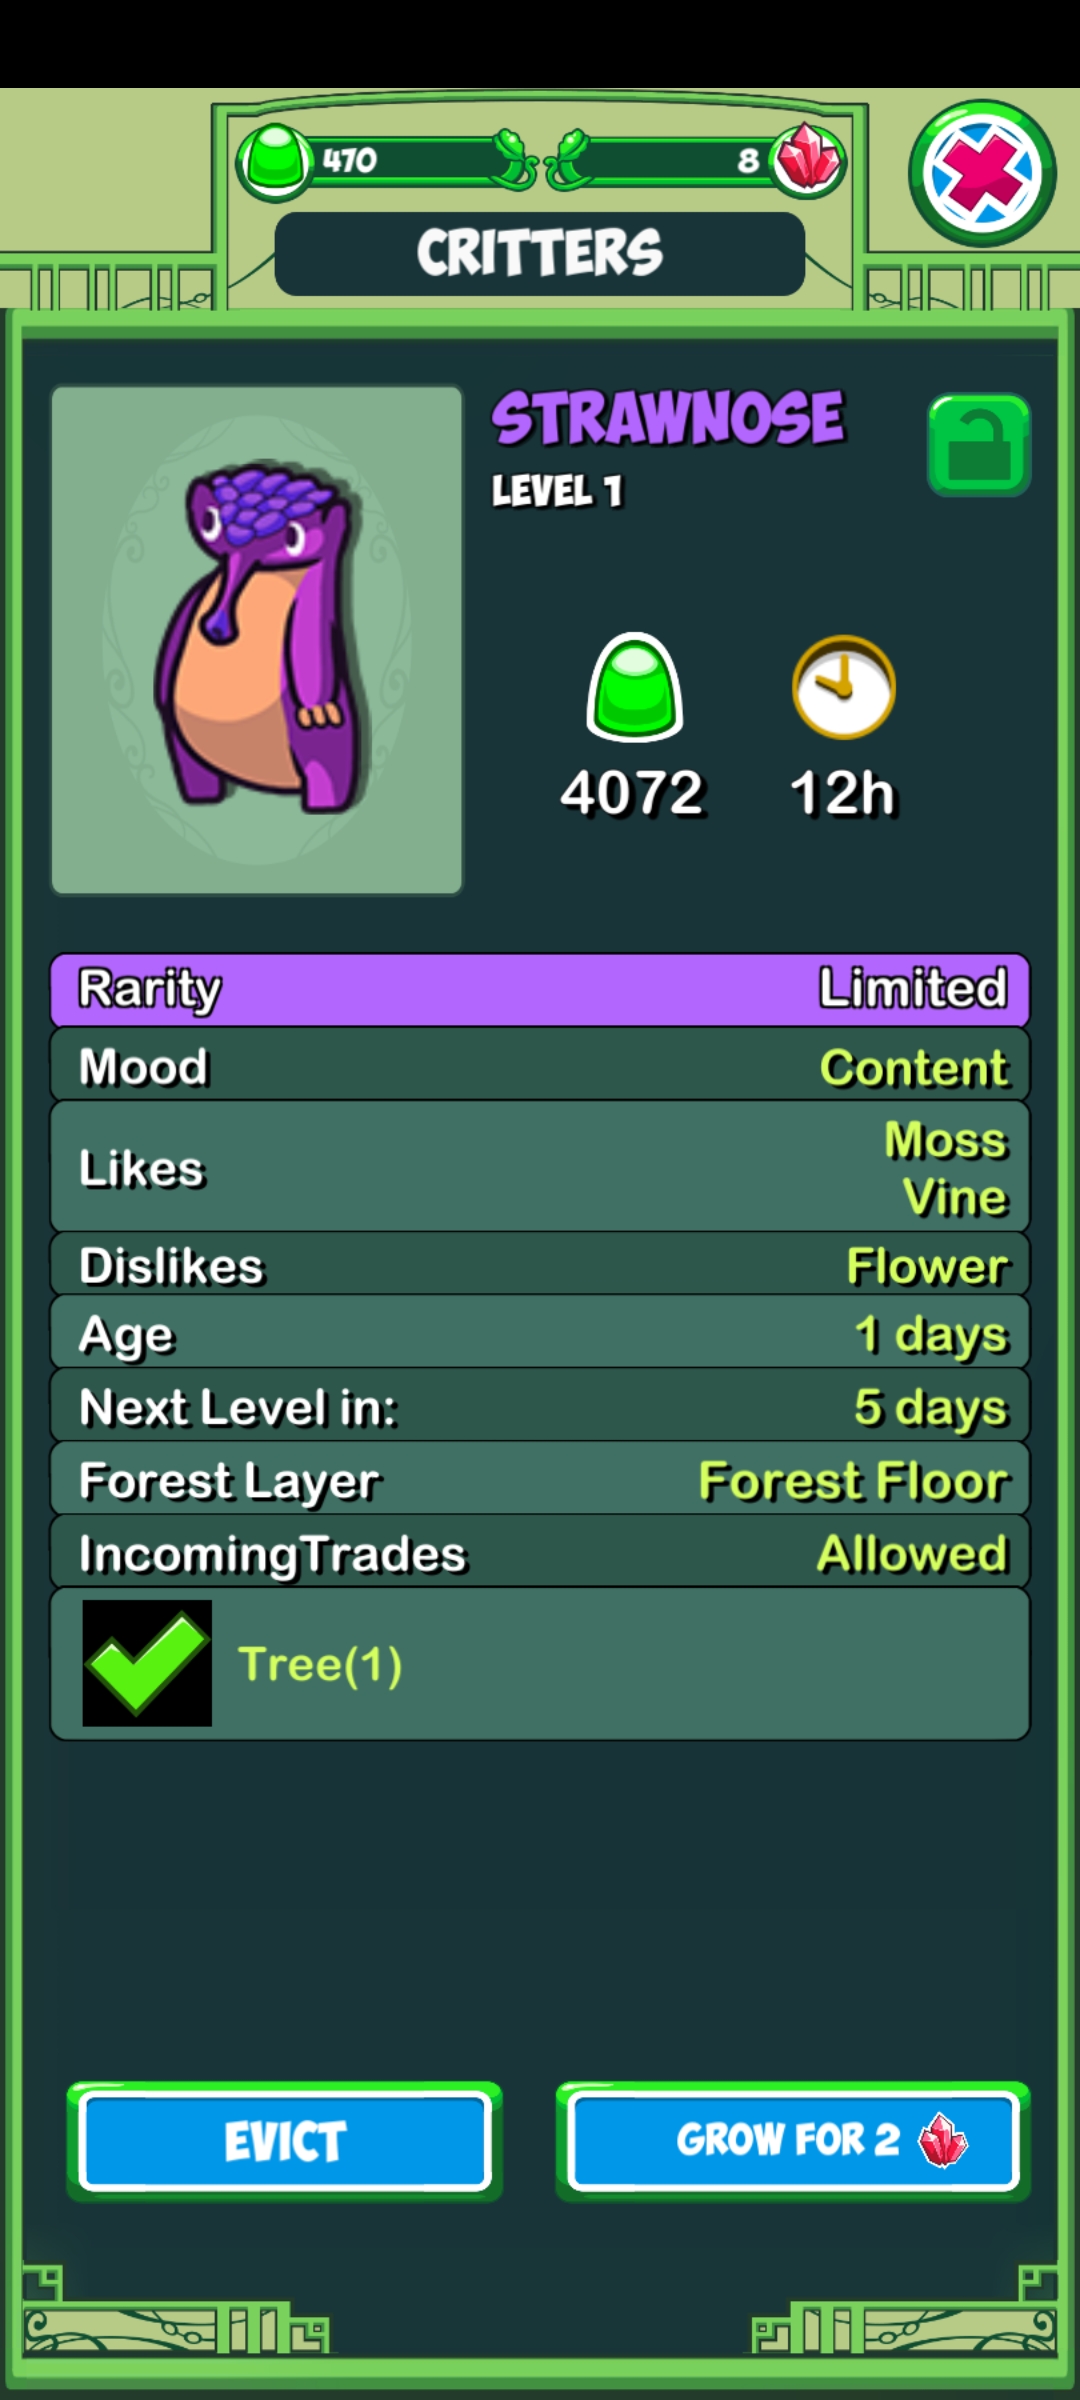 470
8
CRITTERS
STRAWNOSE
LEVEL 1
4072
12h
Rarity Limited
Mood Content
Likes Moss
Vine
Dislikes Flower
Age 1 days
Next Level in: 5 days
Forest Layer Forest Floor
IncomingTrades Allowed
Tree(1)
EVICT
GROW FOR 2